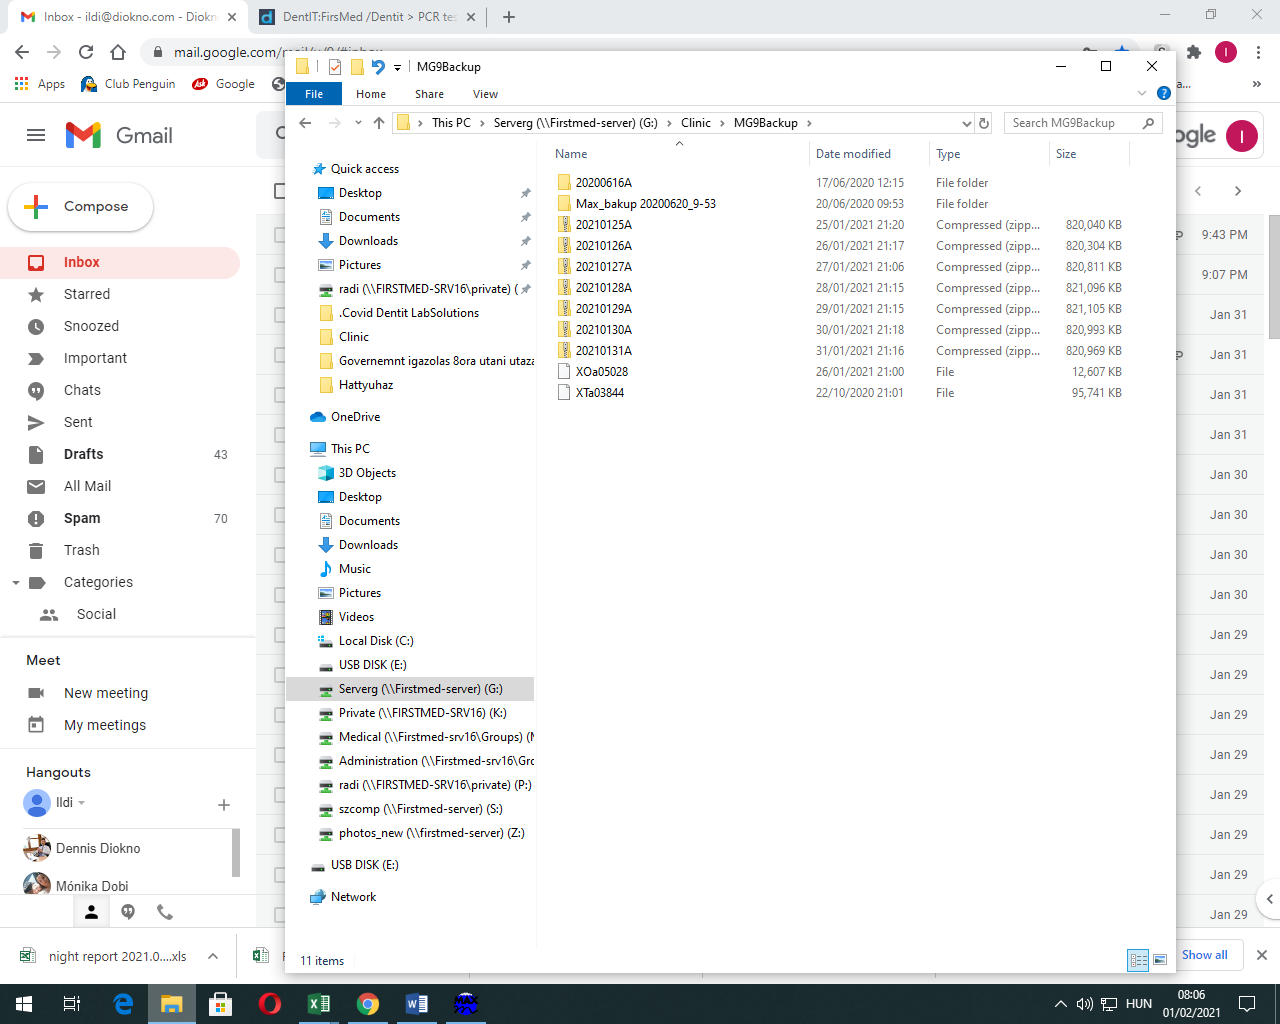 Inbox - ildi@diokno.com - Diokn
DentIT:FirsMed /Dentit > PCR tes
mail.google.com/mail/u/0/#inbox
Apps
Club Penguin
Ask
Google
MG9Backup
File
Home
Share
View
This PC > Serverg (\\Firstmed-server) (G:) > Clinic > MG9Backup >
Search MG9Backup
Gmail
Compose
Inbox
Starred
Snoozed
Important
Chats
Sent
Drafts 43
All Mail
Spam 70
Trash
Categories
Social
Meet
New meeting
My meetings
Hangouts
Ildi
Dennis Diokno
Mónika Dobi
Quick access
Desktop
Documents
Downloads
Pictures
radi (\\FIRSTMED-SRV16\private) (
.Covid Dentit LabSolutions
Clinic
Governemnt igazolas 8ora utani utaza
Hattyuhaz
OneDrive
This PC
3D Objects
Desktop
Documents
Downloads
Music
Pictures
Videos
Local Disk (C:)
USB DISK (E:)
Serverg (\\Firstmed-server) (G:)
Private (\\FIRSTMED-SRV16) (K:)
Medical (\\Firstmed-srv16\Groups) (M
Administration (\\Firstmed-srv16\Gro
radi (\\FIRSTMED-SRV16\private) (P:)
szcomp (\\Firstmed-server) (S:)
photos_new (\\firstmed-server) (Z:)
USB DISK (E:)
Network
Name Date modified Type Size
20200616A 17/06/2020 12:15 File folder
Max_bakup 20200620_9-53 20/06/2020 09:53 File folder
20210125A 25/01/2021 21:20 Compressed (zipp... 820,040 KB
20210126A 26/01/2021 21:17 Compressed (zipp... 820,304 KB
20210127A 27/01/2021 21:06 Compressed (zipp... 820,811 KB
20210128A 28/01/2021 21:15 Compressed (zipp... 821,096 KB
20210129A 29/01/2021 21:15 Compressed (zipp... 821,105 KB
20210130A 30/01/2021 21:18 Compressed (zipp... 820,993 KB
20210131A 31/01/2021 21:16 Compressed (zipp... 820,969 KB
XOa05028 26/01/2021 21:00 File 12,607 KB
XTa03844 22/10/2020 21:01 File 95,741 KB
11 items
I
a...
»
ogle
I
9:43 PM
9:07 PM
Jan 31
Jan 31
Jan 31
Jan 31
Jan 30
Jan 30
Jan 30
Jan 30
Jan 29
Jan 29
Jan 29
Jan 29
Jan 29
Jan 29
Jan 29
Jan 29
night report 2021.0....xls
Show all
MAX
HUN
08:06
01/02/2021